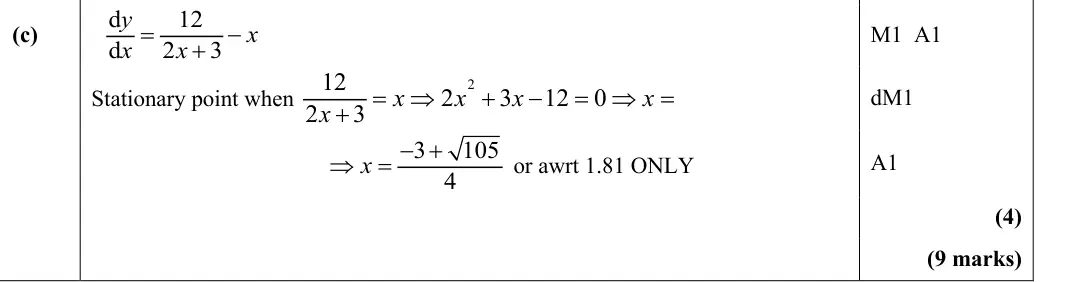 (c) dy/dx = 12/(2x + 3) − x M1 A1
Stationary point when 12/(2x + 3) = x ⇒ 2x² + 3x − 12 = 0 ⇒ x = dM1
⇒ x = (−3 + √105)/4 or awrt 1.81 ONLY A1
(4)
(9 marks)